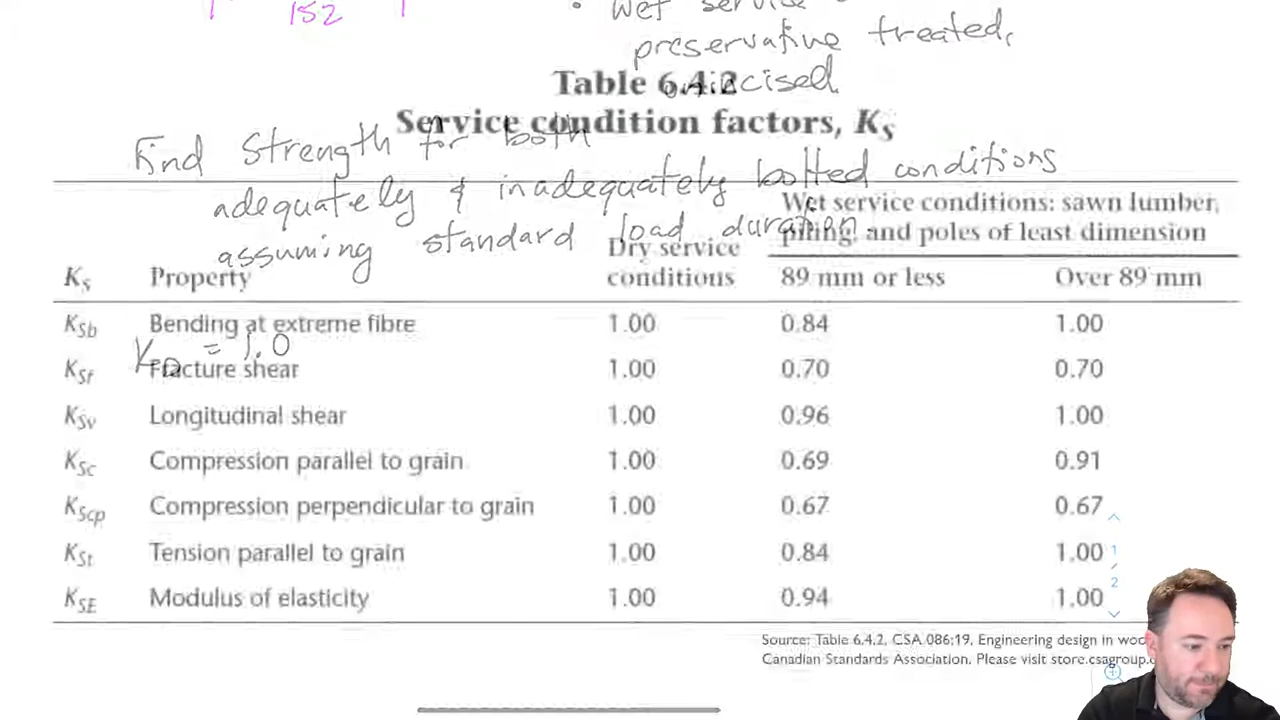 152
• Wet service
preservative treated,
incised
Table 6.4.2
Service condition factors, KS
Find strength for both
adequately & inadequately bolted conditions
assuming standard load duration
KD = 1.0
Wet service conditions: sawn lumber,
piling, and poles of least dimension
KS Property Dry service conditions 89 mm or less Over 89 mm
KSb Bending at extreme fibre 1.00 0.84 1.00
KSf Fracture shear 1.00 0.70 0.70
KSv Longitudinal shear 1.00 0.96 1.00
KSc Compression parallel to grain 1.00 0.69 0.91
KScp Compression perpendicular to grain 1.00 0.67 0.67
KSt Tension parallel to grain 1.00 0.84 1.00
KSE Modulus of elasticity 1.00 0.94 1.00
1
/
2
Source: Table 6.4.2, CSA O86:19, Engineering design in
Canadian Standards Association. Please visit store.csagroup.